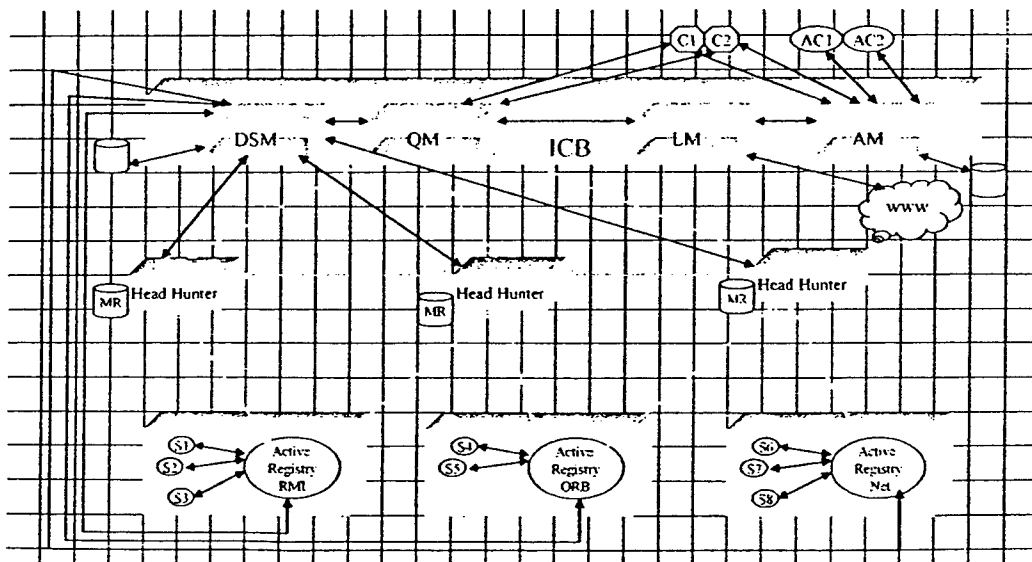 C1 C2 AC1 AC2
DSM QM ICB LM AM
WWW
MR Head Hunter
MR Head Hunter
MR Head Hunter
S1
S2
S3
Active
Registry
RMI
S4
S5
Active
Registry
ORB
S6
S7
S8
Active
Registry
Net